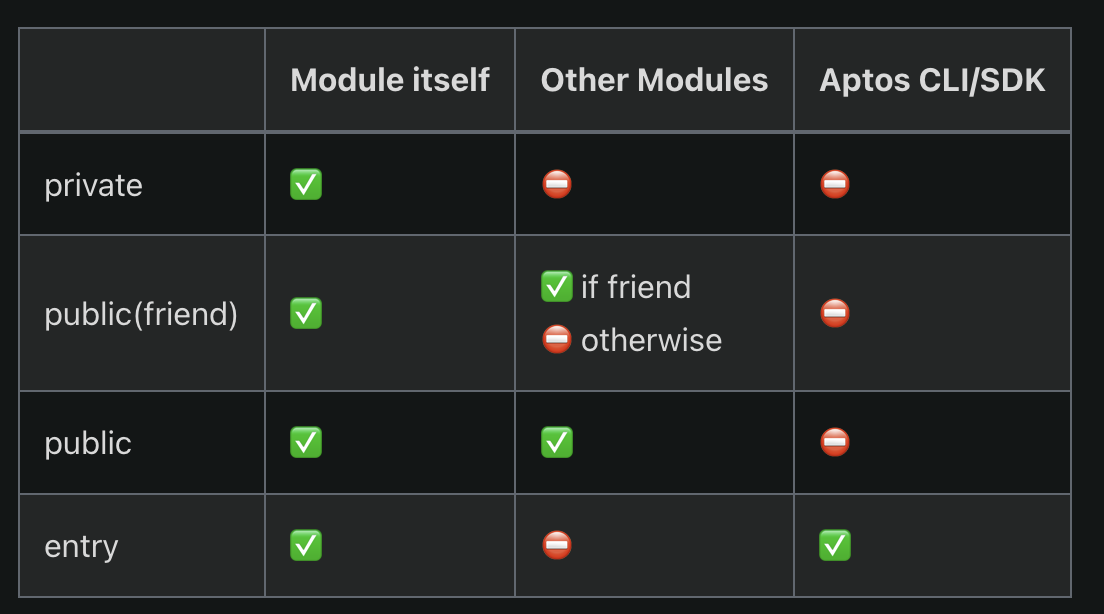 Module itself Other Modules Aptos CLI/SDK
private ✅ ⛔ ⛔
public(friend) ✅ ✅ if friend ⛔
⛔ otherwise
public ✅ ✅ ⛔
entry ✅ ⛔ ✅